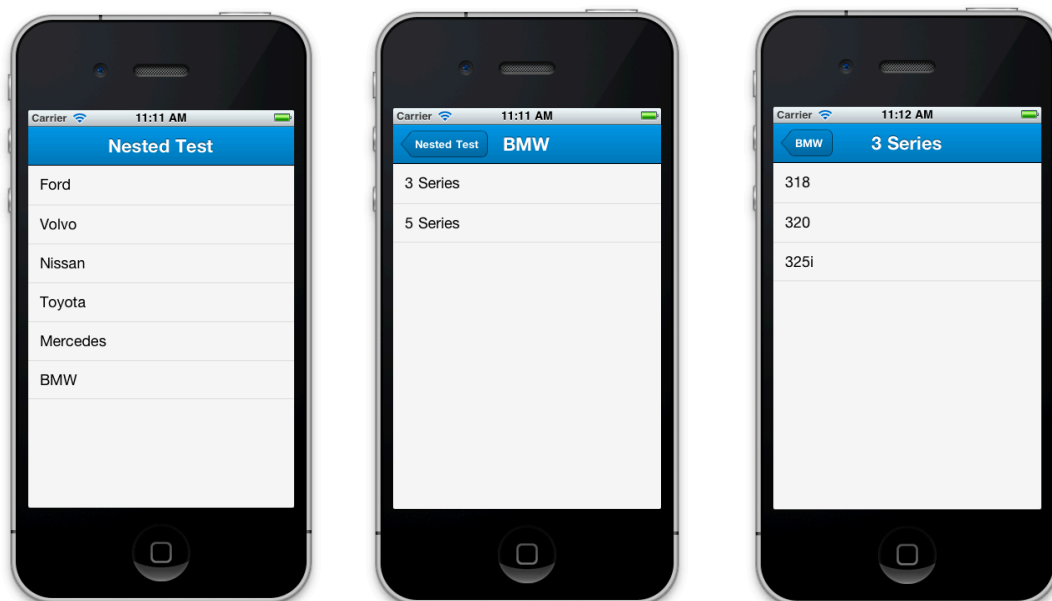 Carrier 11:11 AM
Nested Test
Ford
Volvo
Nissan
Toyota
Mercedes
BMW
Carrier 11:11 AM
Nested Test BMW
3 Series
5 Series
Carrier 11:12 AM
BMW 3 Series
318
320
325i